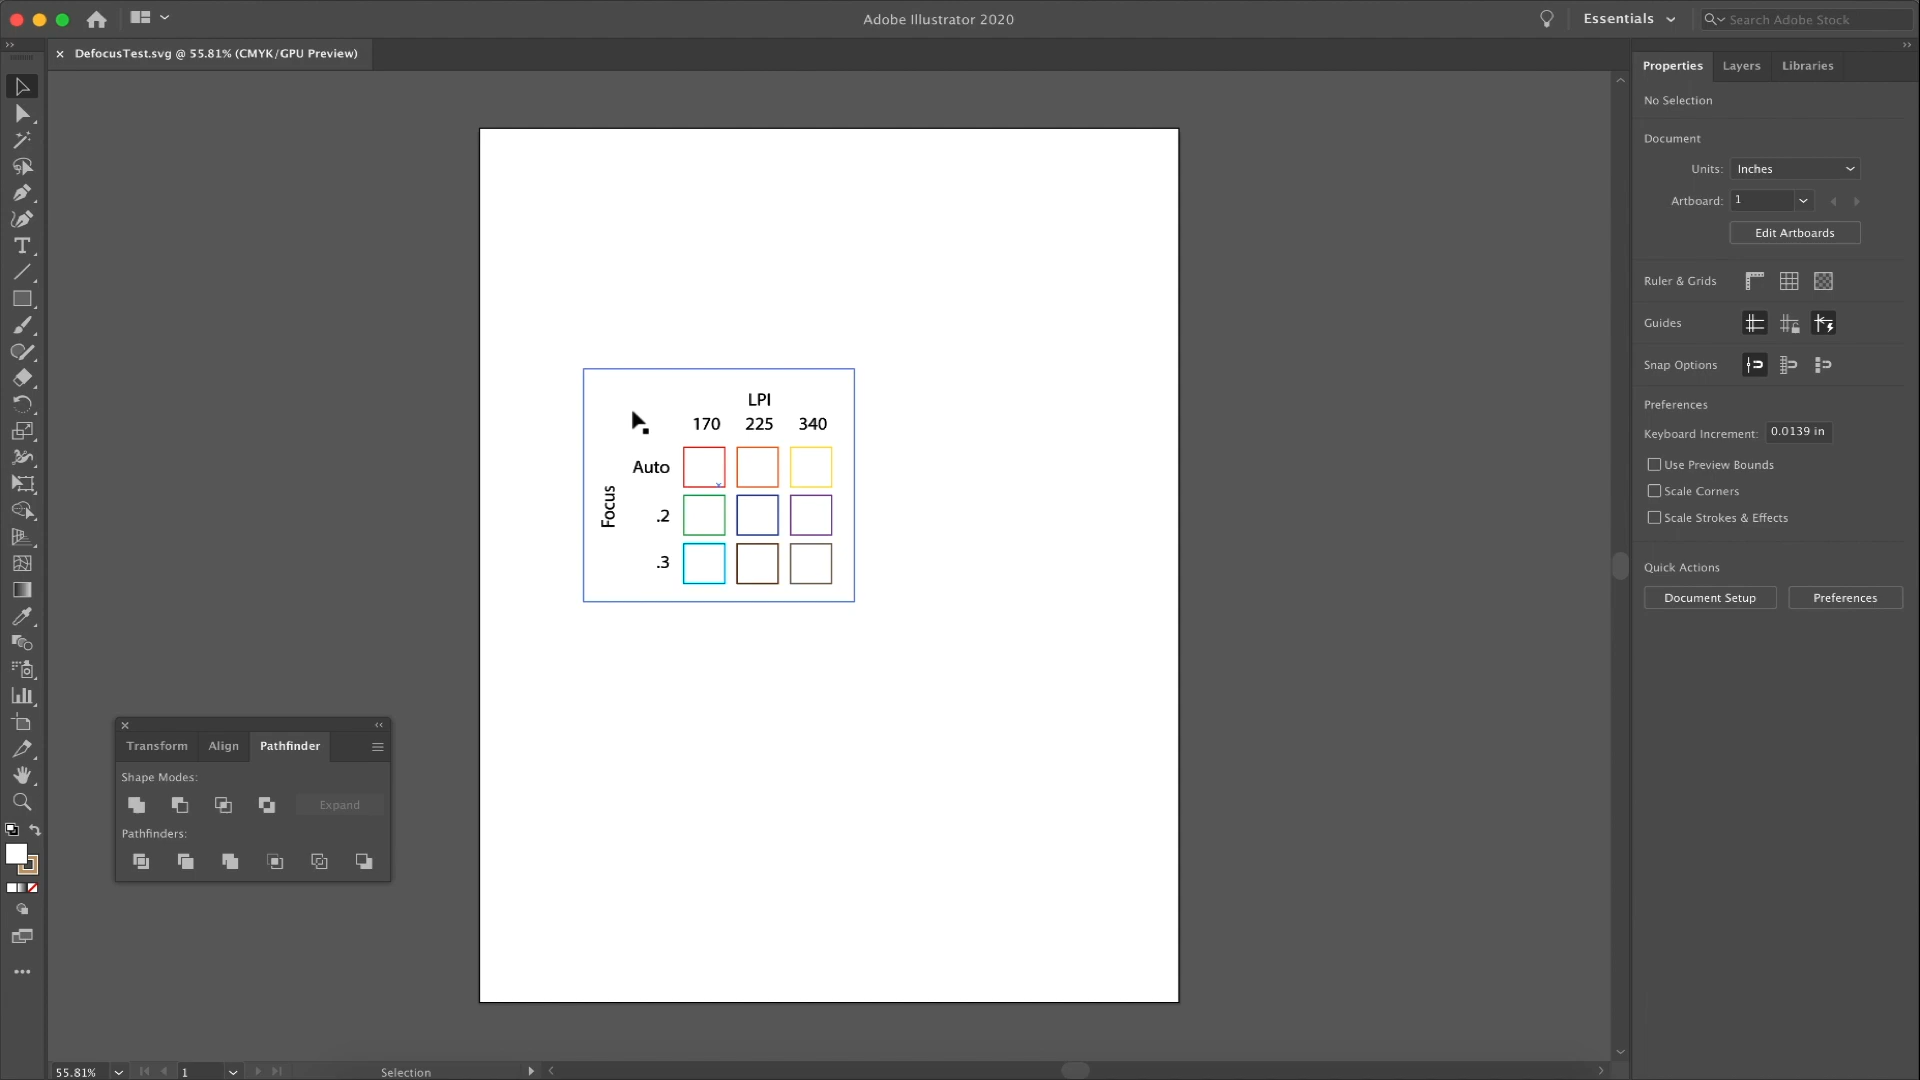 Adobe Illustrator 2020
Essentials
Search Adobe Stock
DefocusTest.svg @ 55.81% (CMYK/GPU Preview)
Properties
Layers
Libraries
No Selection
Document
Units:
Inches
Artboard:
1
Edit Artboards
Ruler & Grids
Guides
Snap Options
Preferences
Keyboard Increment:
0.0139 in
Use Preview Bounds
Scale Corners
Scale Strokes & Effects
Quick Actions
Document Setup
Preferences
LPI
170 225 340
Auto
Focus
.2
.3
Transform
Align
Pathfinder
Shape Modes:
Expand
Pathfinders:
55.81%
1
Selection